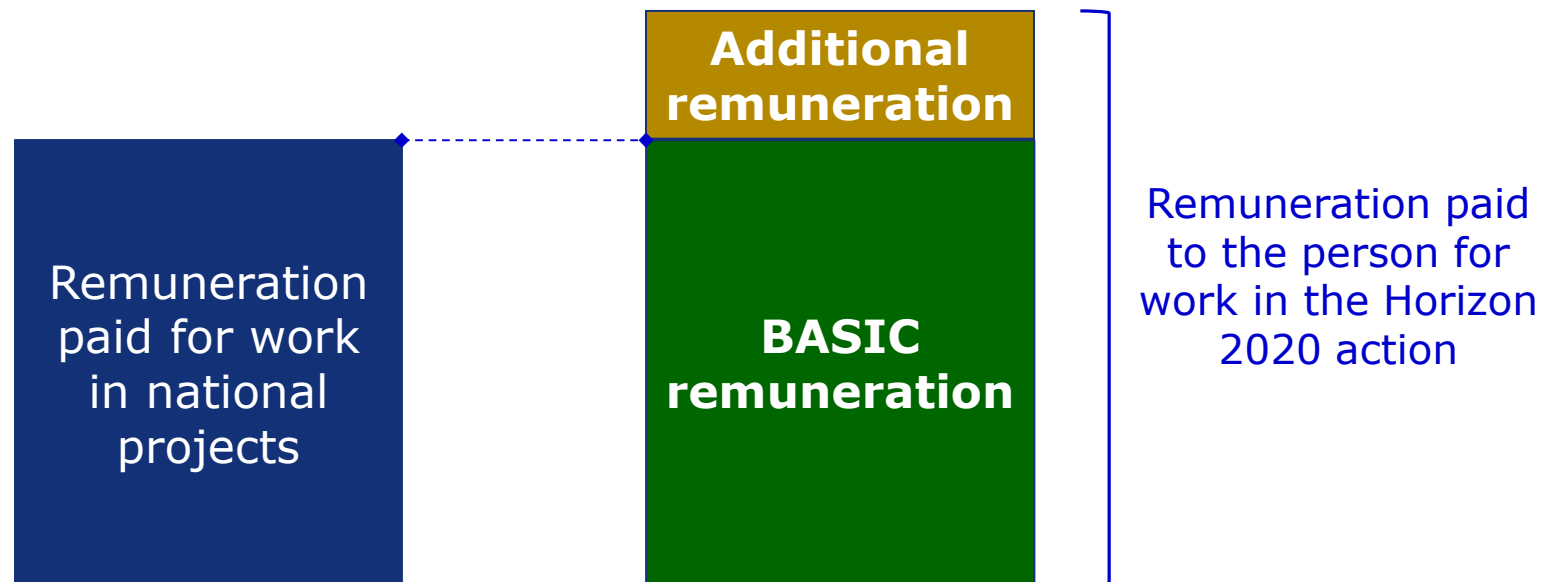 Additional
remuneration
Remuneration
paid for work
in national
projects
BASIC
remuneration
Remuneration paid
to the person for
work in the Horizon
2020 action